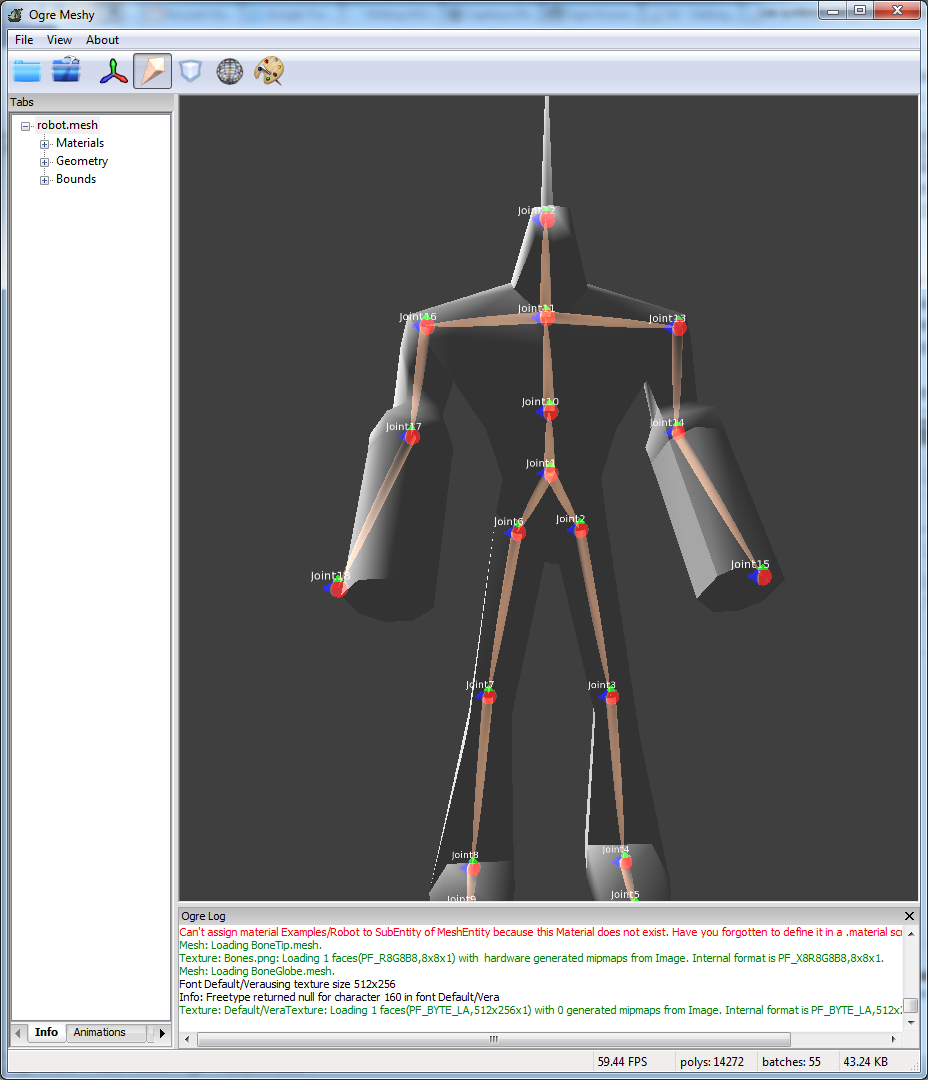 Ogre Meshy
File View About
Tabs
robot.mesh
Materials
Geometry
Bounds
Joint12
Joint11
Joint16
Joint13
Joint10
Joint17
Joint14
Joint1
Joint6
Joint2
Joint18
Joint15
Joint7
Joint3
Joint8
Joint4
Joint9
Joint5
Ogre Log
Can't assign material Examples/Robot to SubEntity of MeshEntity because this Material does not exist. Have you forgotten to define it in a .material
Mesh: Loading BoneTip.mesh.
Texture: Bones.png: Loading 1 faces(PF_R8G8B8,8x8x1) with hardware generated mipmaps from Image. Internal format is PF_X8R8G8B8,8x8x1.
Mesh: Loading BoneGlobe.mesh.
Font Default/Verausing texture size 512x256
Info: Freetype returned null for character 160 in font Default/Vera
Texture: Default/VeraTexture: Loading 1 faces(PF_BYTE_LA,512x256x1) with 0 generated mipmaps from Image. Internal format is PF_BYTE_LA,512x2
Info Animations
59.44 FPS polys: 14272 batches: 55 43.24 KB